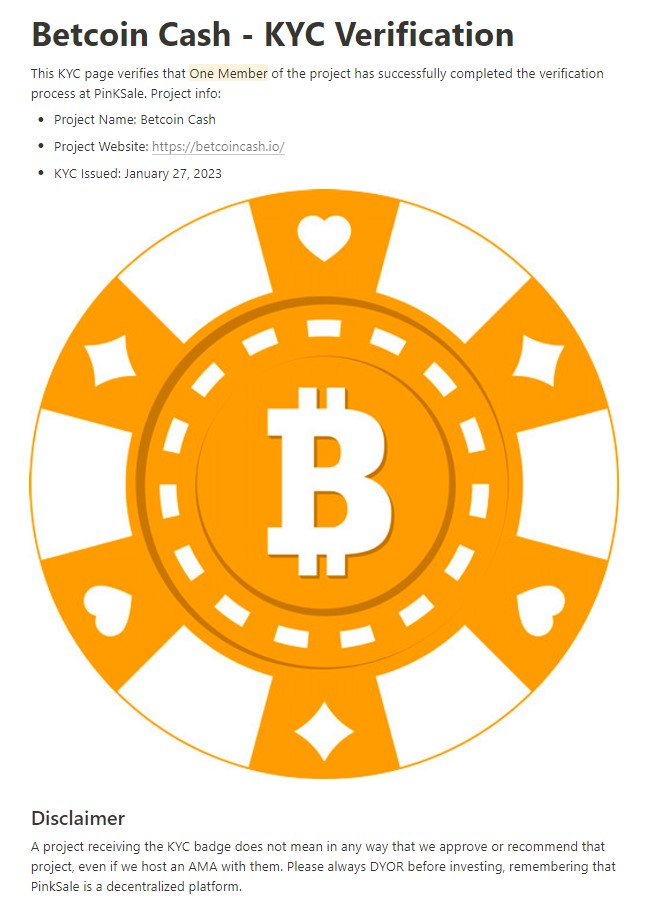 Betcoin Cash - KYC Verification
This KYC page verifies that One Member of the project has successfully completed the verification
process at PinKSale. Project info:
• Project Name: Betcoin Cash
• Project Website: https://betcoincash.io/
• KYC Issued: January 27, 2023
Disclaimer
A project receiving the KYC badge does not mean in any way that we approve or recommend that
project, even if we host an AMA with them. Please always DYOR before investing, remembering that
PinkSale is a decentralized platform.